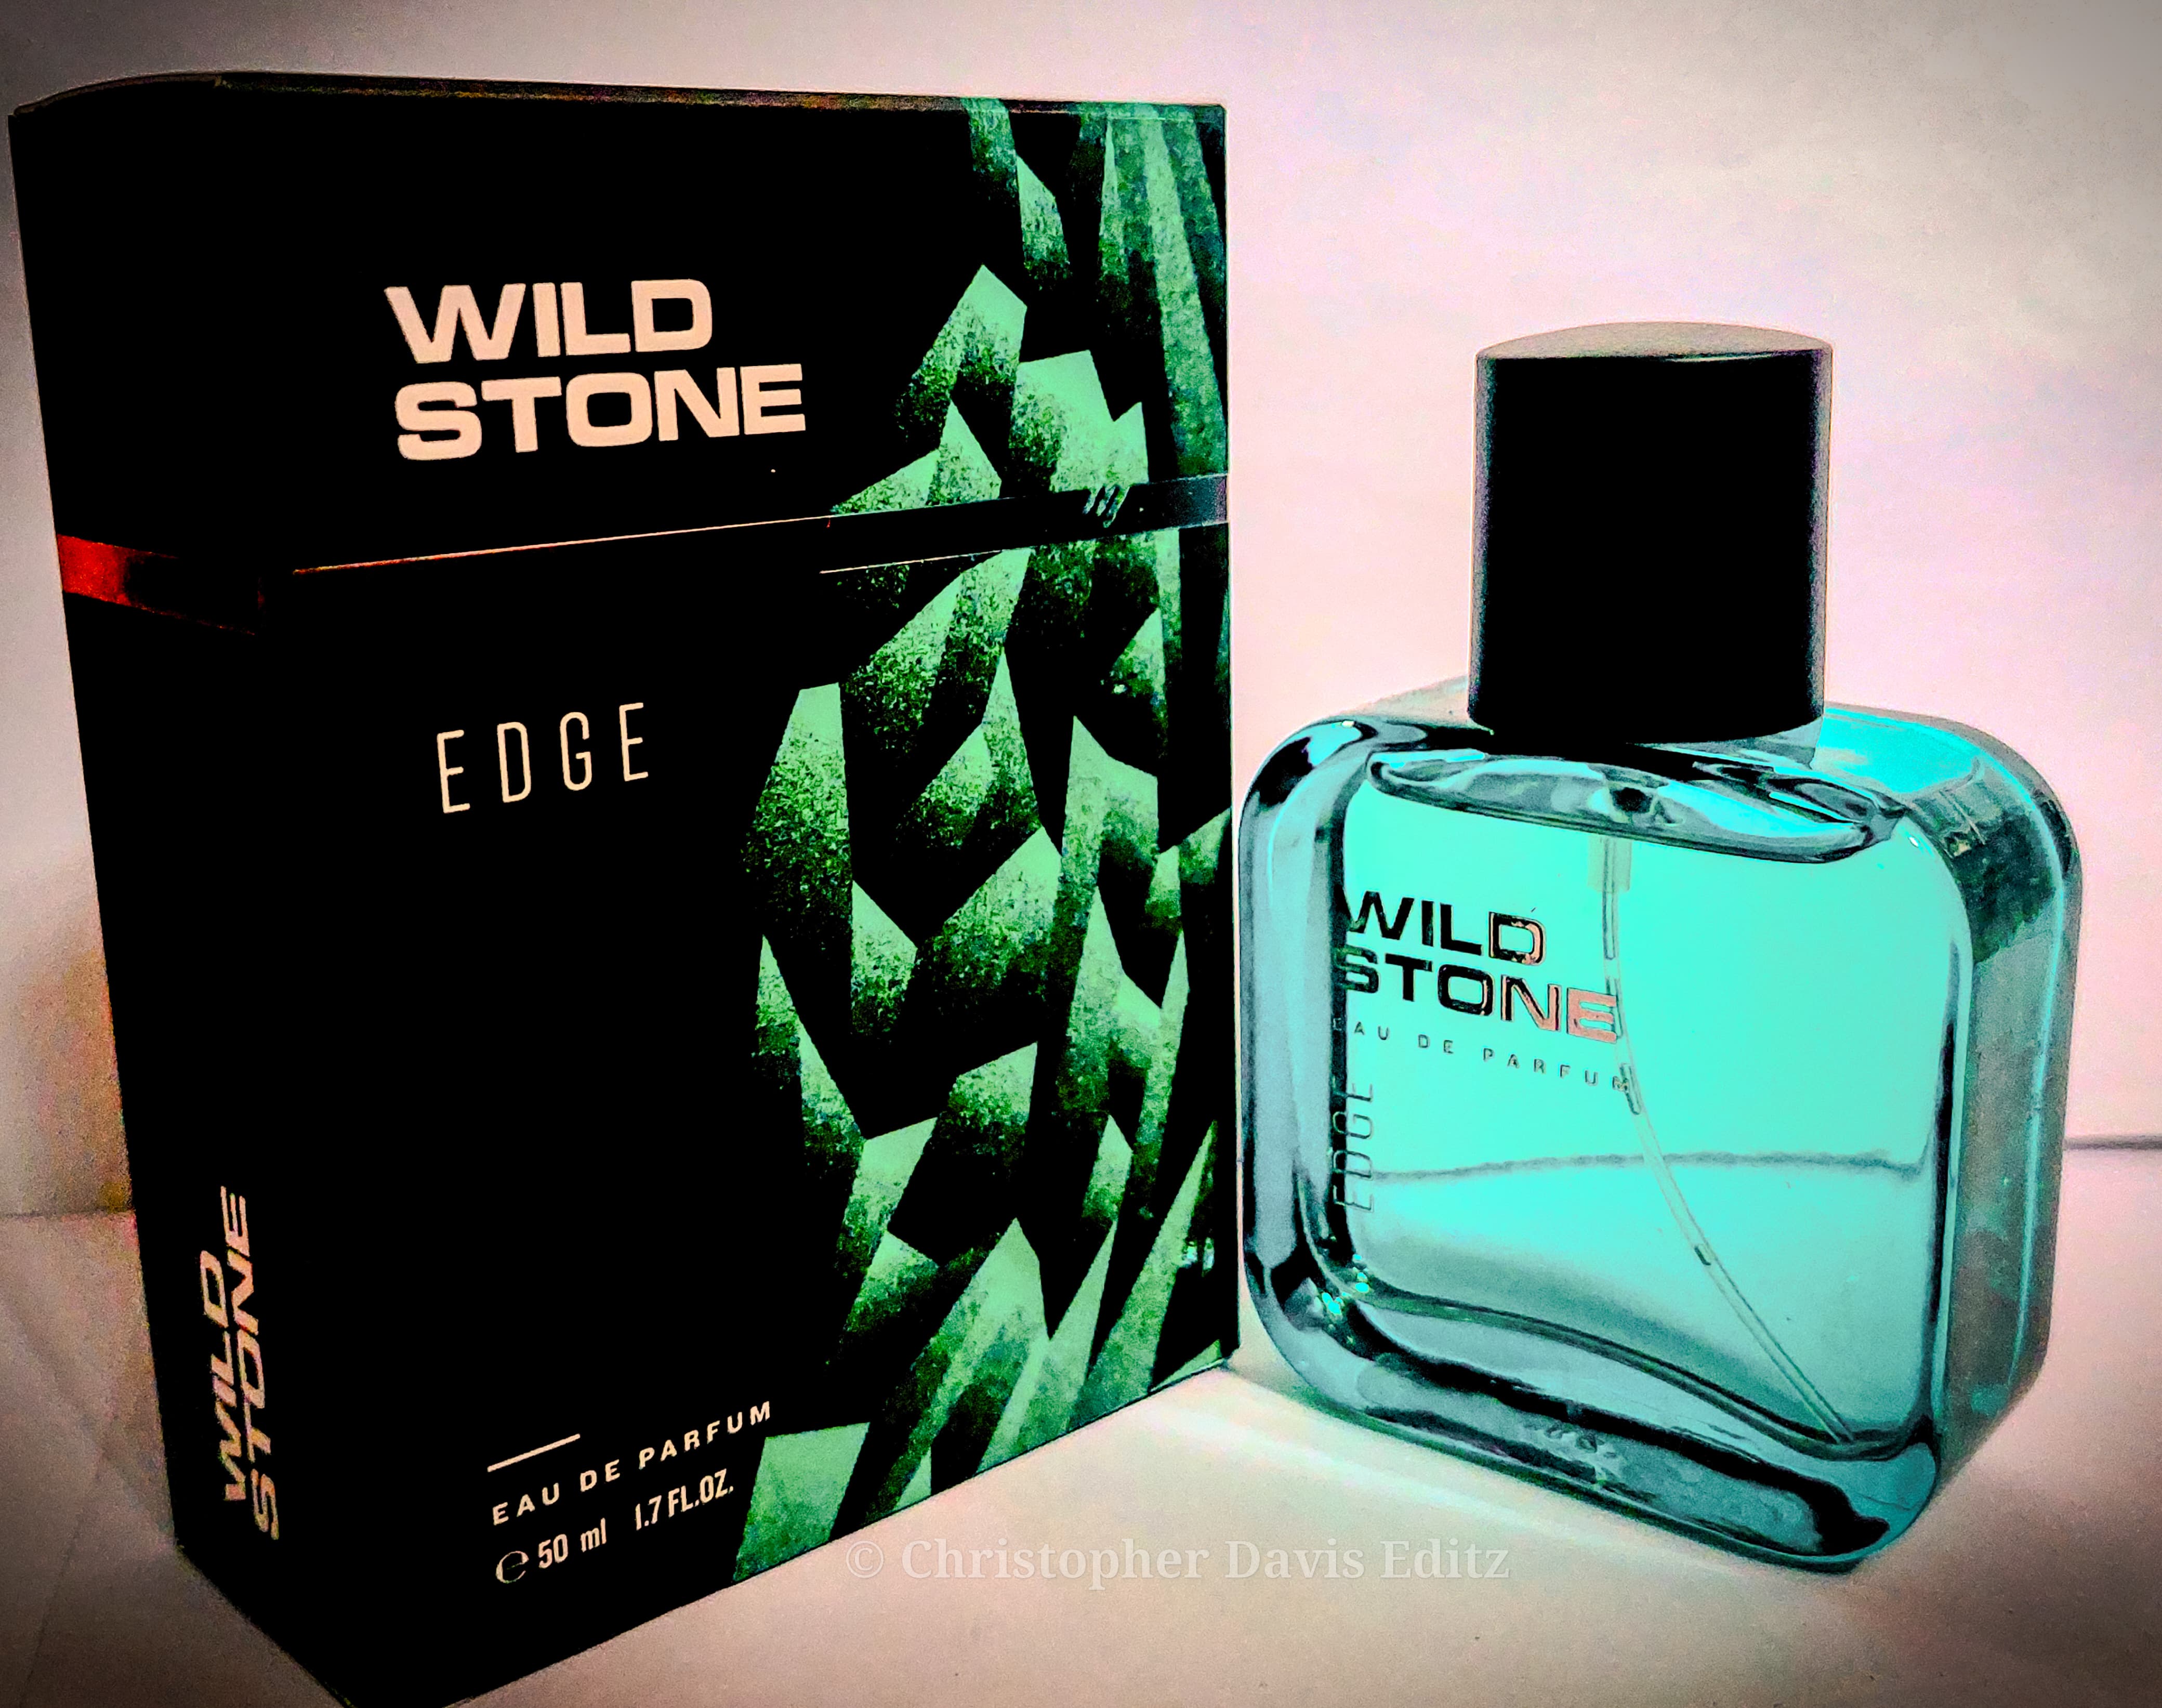 WILD
STONE
EDGE
EAU DE PARFUM
℮ 50 ml 1.7 FL.OZ.
WILD
STONE
WILD
STONE
EAU DE PARFUM
EDGE
© Christopher Davis Editz